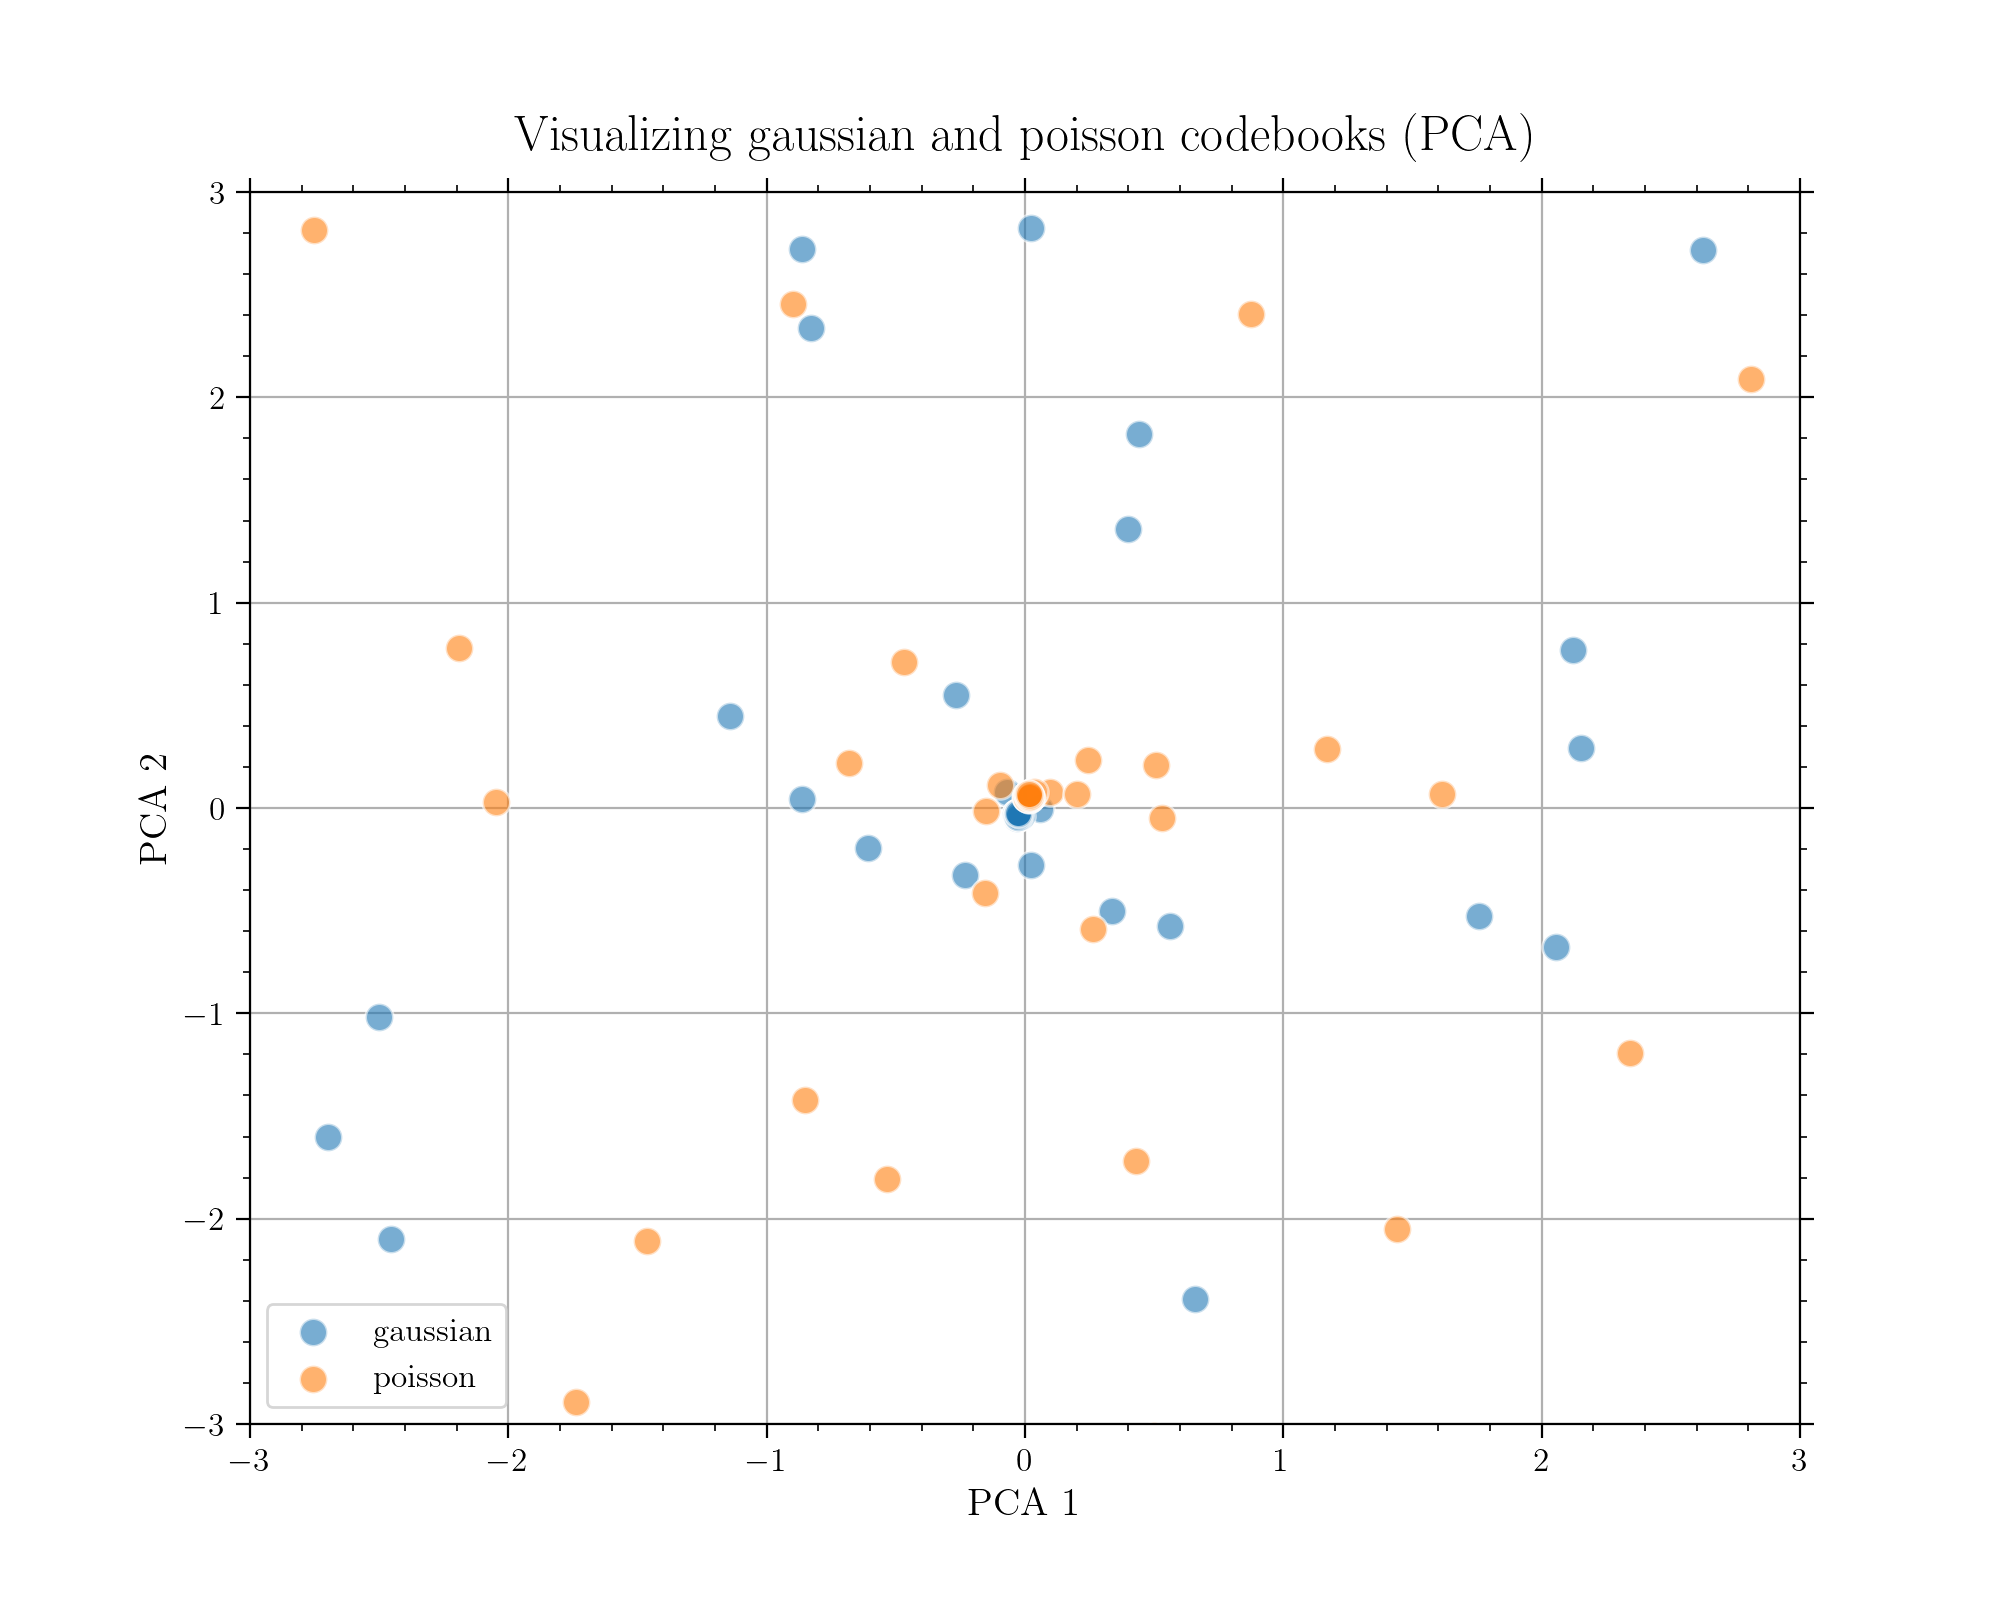 Visualizing gaussian and poisson codebooks (PCA)
3
2
1
0
−1
−2
−3
PCA 2
gaussian
poisson
−3 −2 −1 0 1 2 3
PCA 1